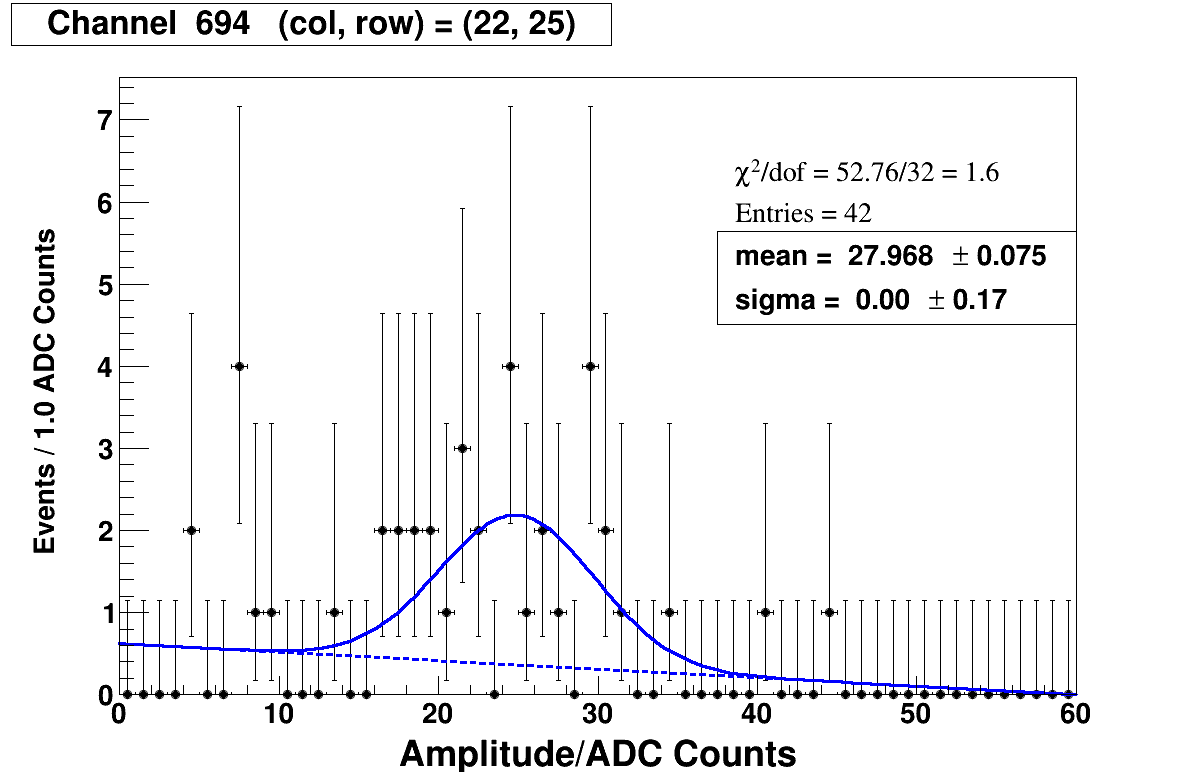 Channel 694 (col, row) = (22, 25)
7
6
5
4
3
2
1
0
Events / 1.0 ADC Counts
χ²/dof = 52.76/32 = 1.6
Entries = 42
mean = 27.968 ± 0.075
sigma = 0.00 ± 0.17
0 10 20 30 40 50 60
Amplitude/ADC Counts